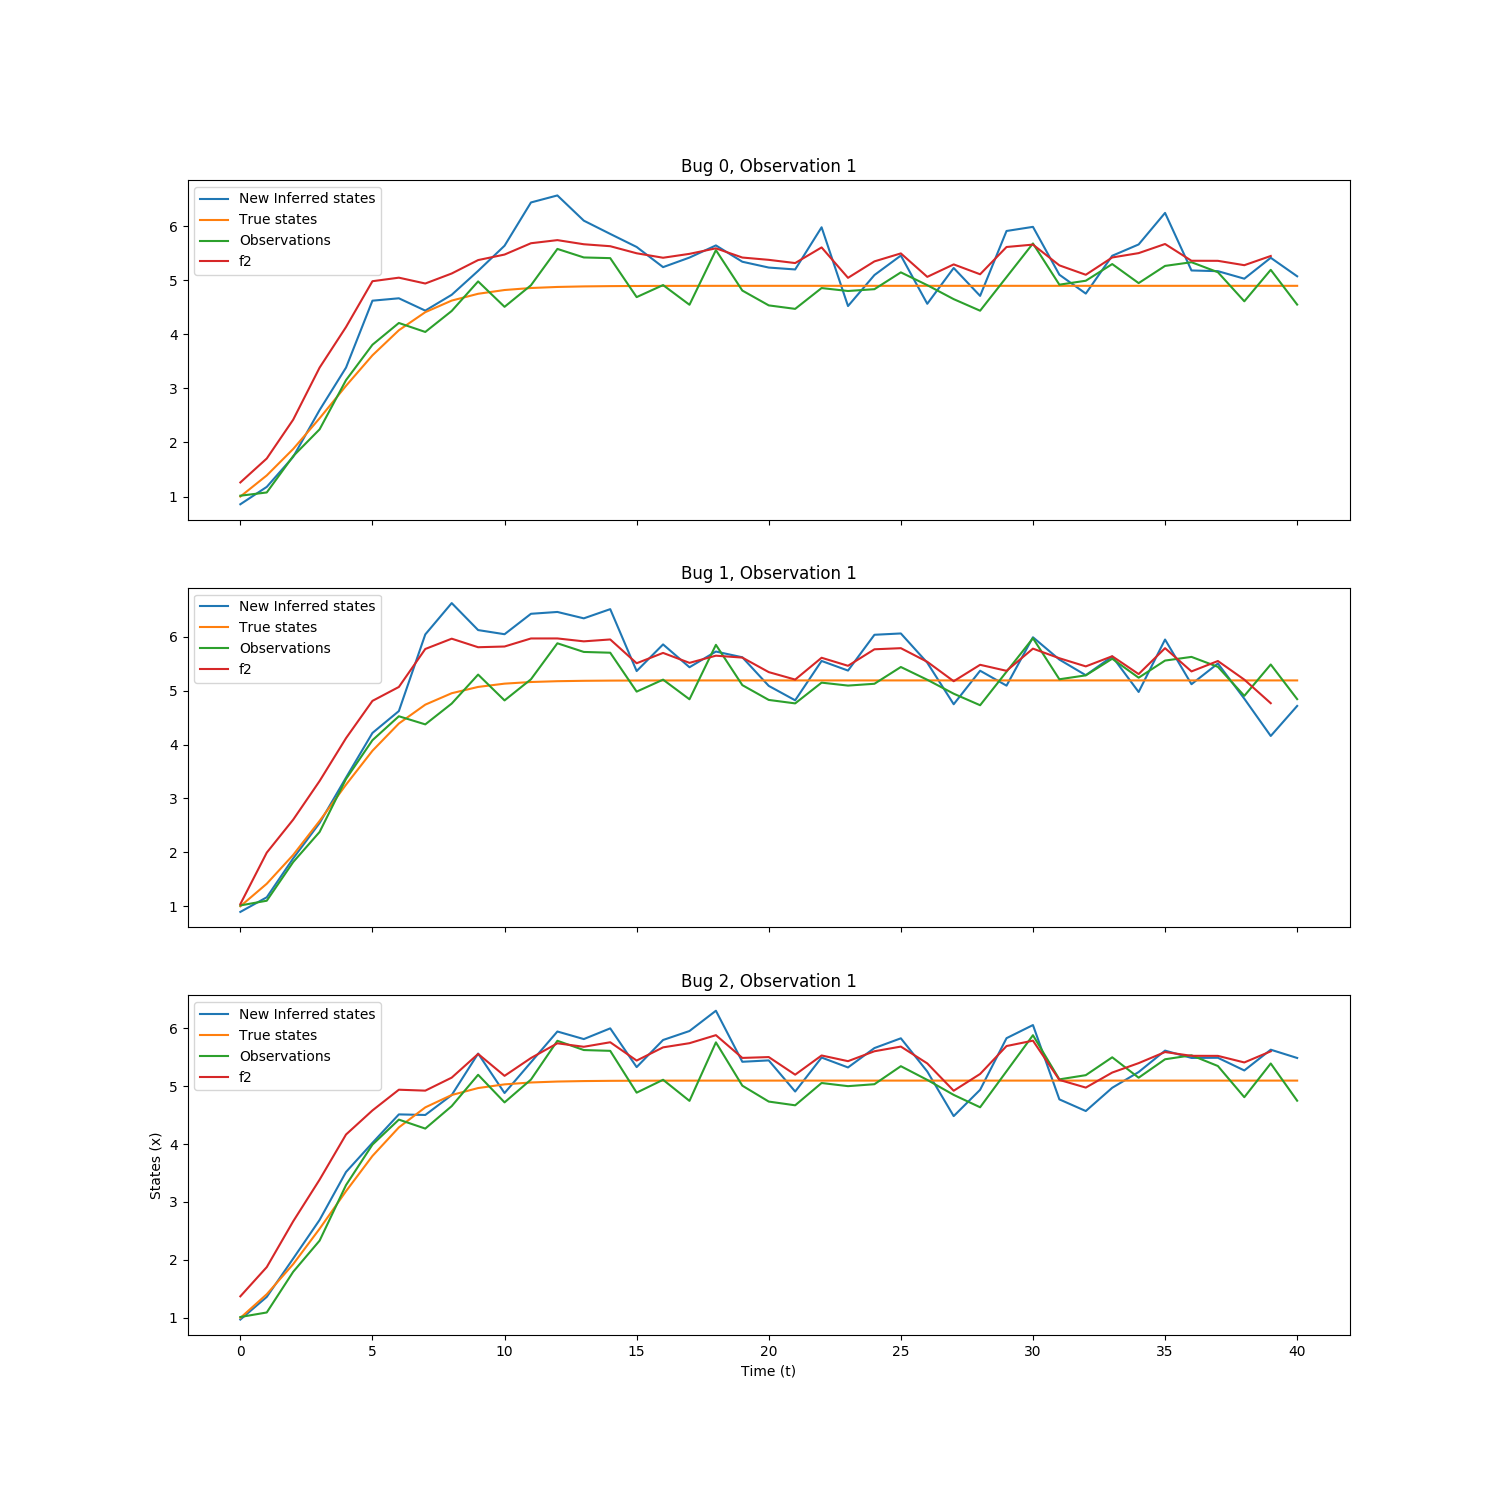 Bug 0, Observation 1
New Inferred states
True states
Observations
f2
6
5
4
3
2
1
Bug 1, Observation 1
New Inferred states
True states
Observations
f2
6
5
4
3
2
1
Bug 2, Observation 1
New Inferred states
True states
Observations
f2
6
5
4
3
2
1
States (x)
0 5 10 15 20 25 30 35 40
Time (t)